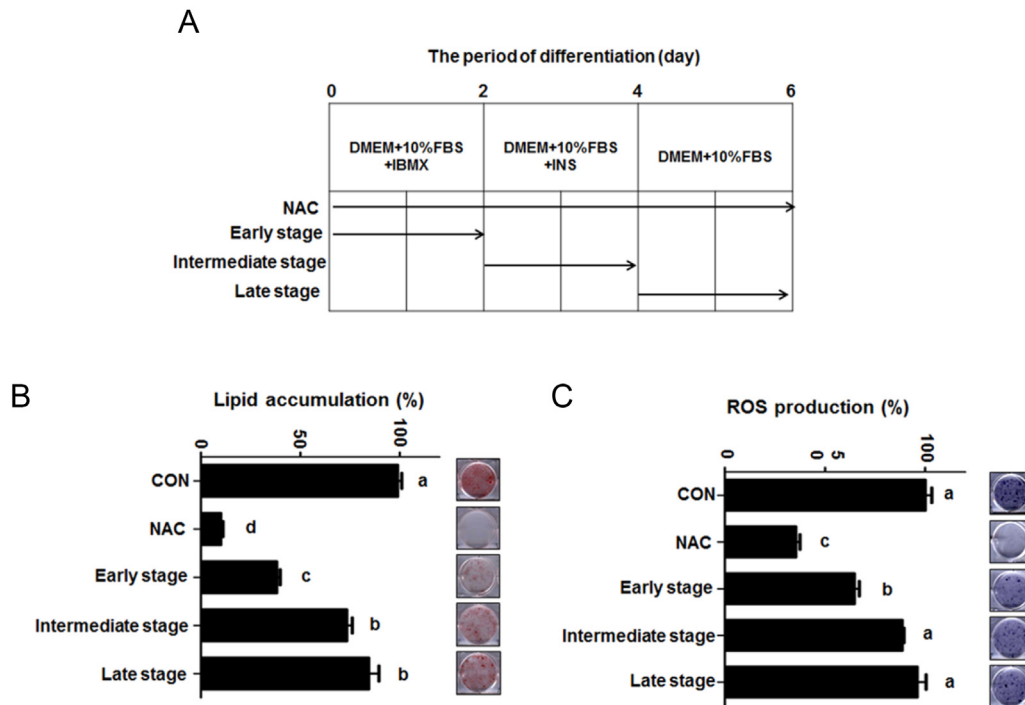 A
The period of differentiation (day)
0 2 4 6
DMEM+10%FBS
+IBMX
DMEM+10%FBS
+INS
DMEM+10%FBS
NAC
Early stage
Intermediate stage
Late stage
B
Lipid accumulation (%)
0 50 100
CON a
NAC d
Early stage c
Intermediate stage b
Late stage b
C
ROS production (%)
0 0 5 100
CON a
NAC c
Early stage b
Intermediate stage a
Late stage a